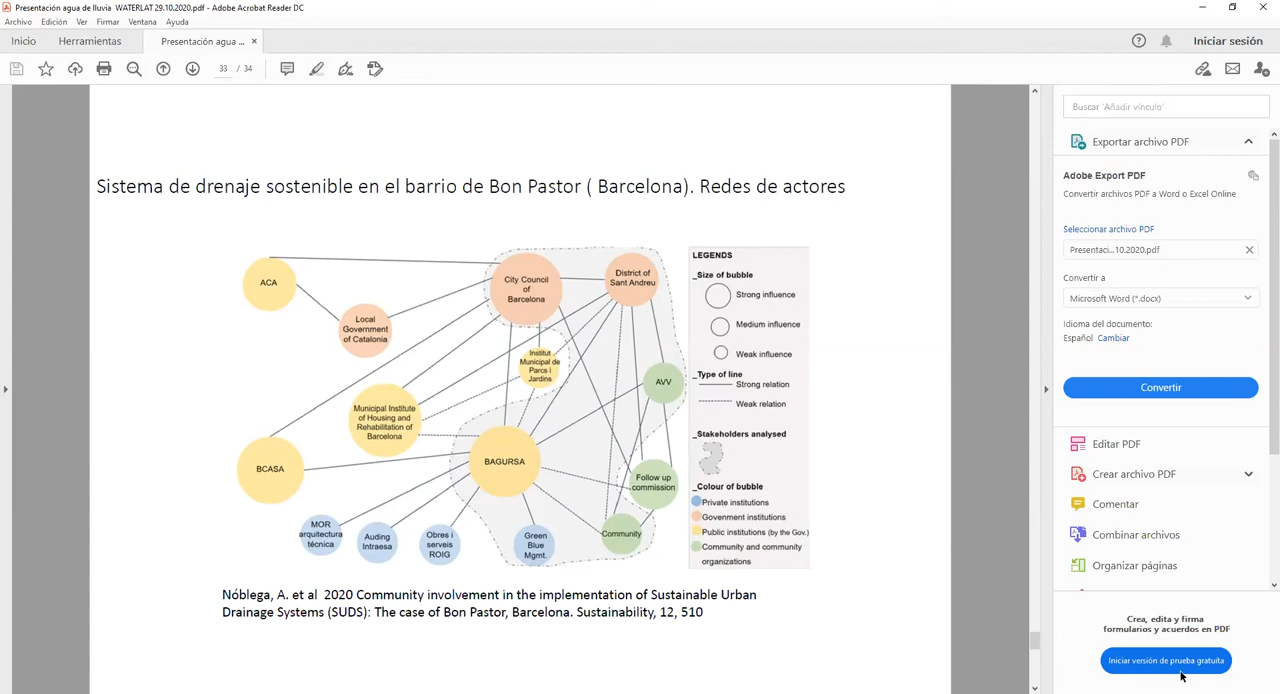 Presentación agua de lluvia WATERLAT 29.10.2020.pdf - Adobe Acrobat Reader DC
Archivo Edición Ver Firmar Ventana Ayuda
Inicio Herramientas Presentación agua ... × Iniciar sesión
33 / 34
Sistema de drenaje sostenible en el barrio de Bon Pastor ( Barcelona). Redes de actores
ACA
Local
Government
of Catalonia
City Council
of
Barcelona
District of
Sant Andreu
Institut
Municipal de
Parcs i
Jardins
AVV
Municipal Institute
of Housing and
Rehabilitation of
Barcelona
BCASA
BAGURSA
Follow up
commission
MOR
arquitectura
técnica
Auding
Intraesa
Obres i
serveis
ROIG
Green
Blue
Mgmt.
Community
LEGENDS
_Size of bubble
Strong influence
Medium influence
Weak influence
_Type of line
Strong relation
Weak relation
_Stakeholders analysed
_Colour of bubble
Private institutions
Govenment institutions
Public institutions (by the Gov.)
Community and community
organizations
Nóblega, A. et al 2020 Community involvement in the implementation of Sustainable Urban
Drainage Systems (SUDS): The case of Bon Pastor, Barcelona. Sustainability, 12, 510
Buscar 'Añadir vínculo'
Exportar archivo PDF
Adobe Export PDF
Convertir archivos PDF a Word o Excel Online
Seleccionar archivo PDF
Presentaci...10.2020.pdf
Convertir a
Microsoft Word (*.docx)
Idioma del documento:
Español Cambiar
Convertir
Editar PDF
Crear archivo PDF
Comentar
Combinar archivos
Organizar páginas
Crea, edita y firma
formularios y acuerdos en PDF
Iniciar versión de prueba gratuita